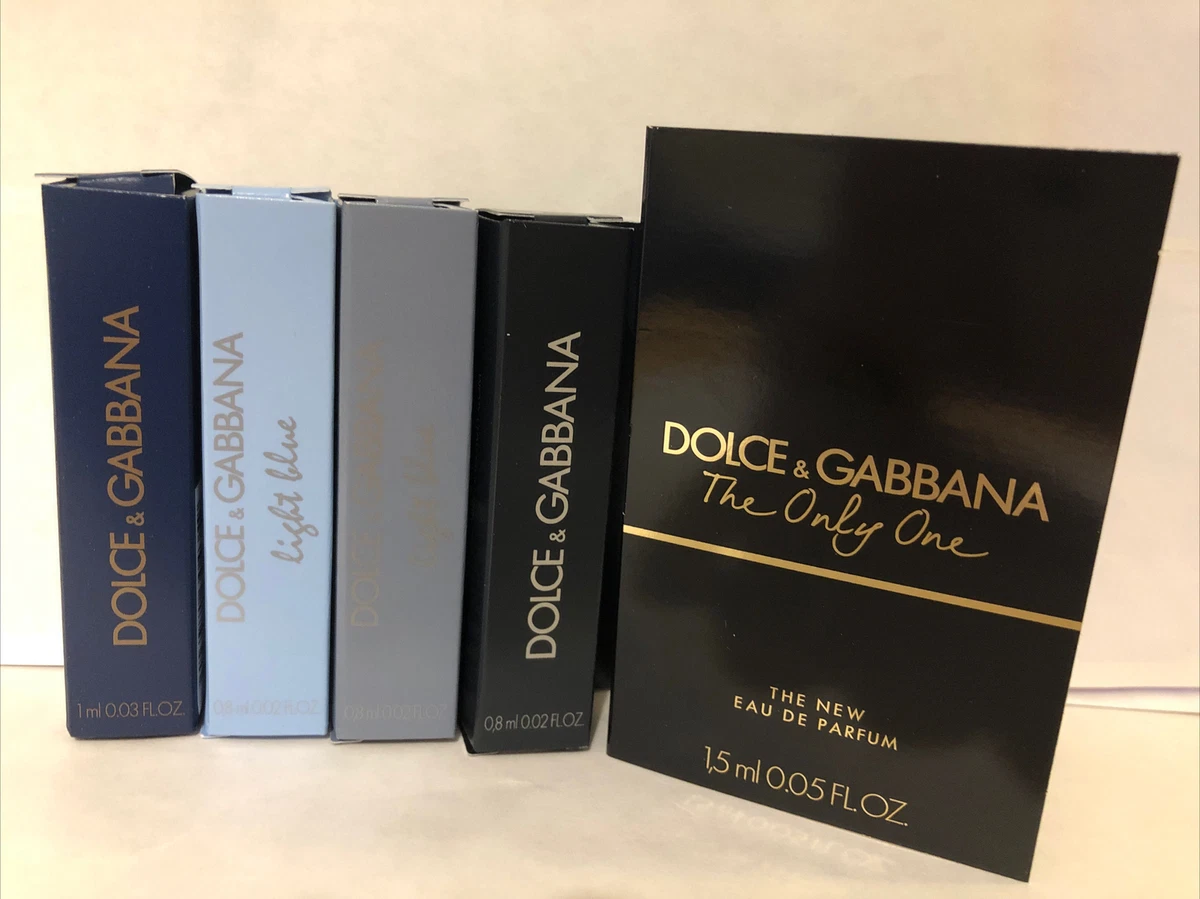 DOLCE & GABBANA
1 ml 0.03 FL.OZ.
DOLCE & GABBANA
light blue
0,8 ml 0.02 FL.OZ.
DOLCE & GABBANA
light blue
0,8 ml 0.02 FL.OZ.
DOLCE & GABBANA
0,8 ml 0.02 FL.OZ.
DOLCE & GABBANA
The Only One
THE NEW
EAU DE PARFUM
1,5 ml 0.05 FL.OZ.